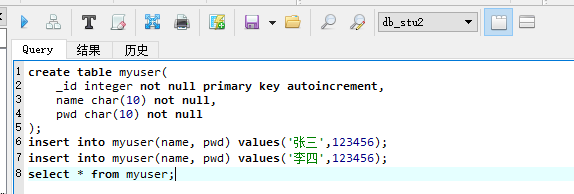 db_stu2
Query 结果 历史
1 create table myuser(
2 _id integer not null primary key autoincrement,
3 name char(10) not null,
4 pwd char(10) not null
5 );
6 insert into myuser(name, pwd) values('张三',123456);
7 insert into myuser(name, pwd) values('李四',123456);
8 select * from myuser;